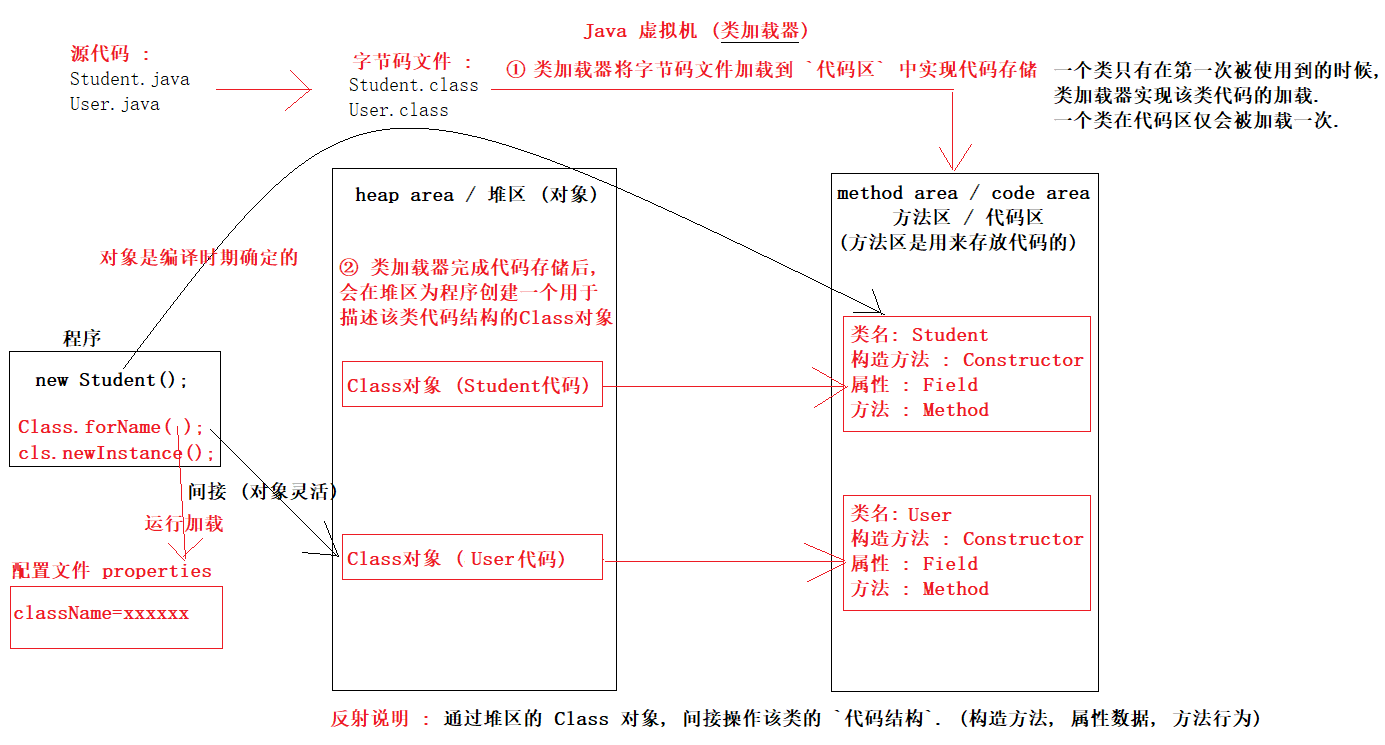 Java 虚拟机 (类加载器)
源代码 :
Student.java
User.java
字节码文件 :
Student.class
User.class
① 类加载器将字节码文件加载到 `代码区` 中实现代码存储
一个类只有在第一次被使用到的时候,
类加载器实现该类代码的加载.
一个类在代码区仅会被加载一次.
heap area / 堆区 (对象)
② 类加载器完成代码存储后,
会在堆区为程序创建一个用于
描述该类代码结构的Class对象
Class对象 (Student代码)
Class对象 ( User代码)
method area / code area
方法区 / 代码区
(方法区是用来存放代码的)
类名: Student
构造方法 : Constructor
属性 : Field
方法 : Method
类名: User
构造方法 : Constructor
属性 : Field
方法 : Method
对象是编译时期确定的
程序
new Student();
Class.forName( );
cls.newInstance();
间接 (对象灵活)
运行加载
配置文件 properties
className=xxxxxx
反射说明 : 通过堆区的 Class 对象, 间接操作该类的 `代码结构`. (构造方法, 属性数据, 方法行为)